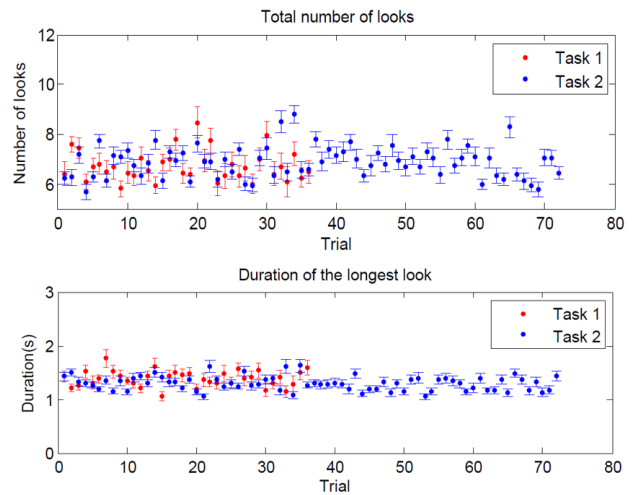 Total number of looks
12
10
8
6
Number of looks
Task 1
Task 2
0 10 20 30 40 50 60 70 80
Trial
Duration of the longest look
3
2
1
0
Duration(s)
Task 1
Task 2
0 10 20 30 40 50 60 70 80
Trial